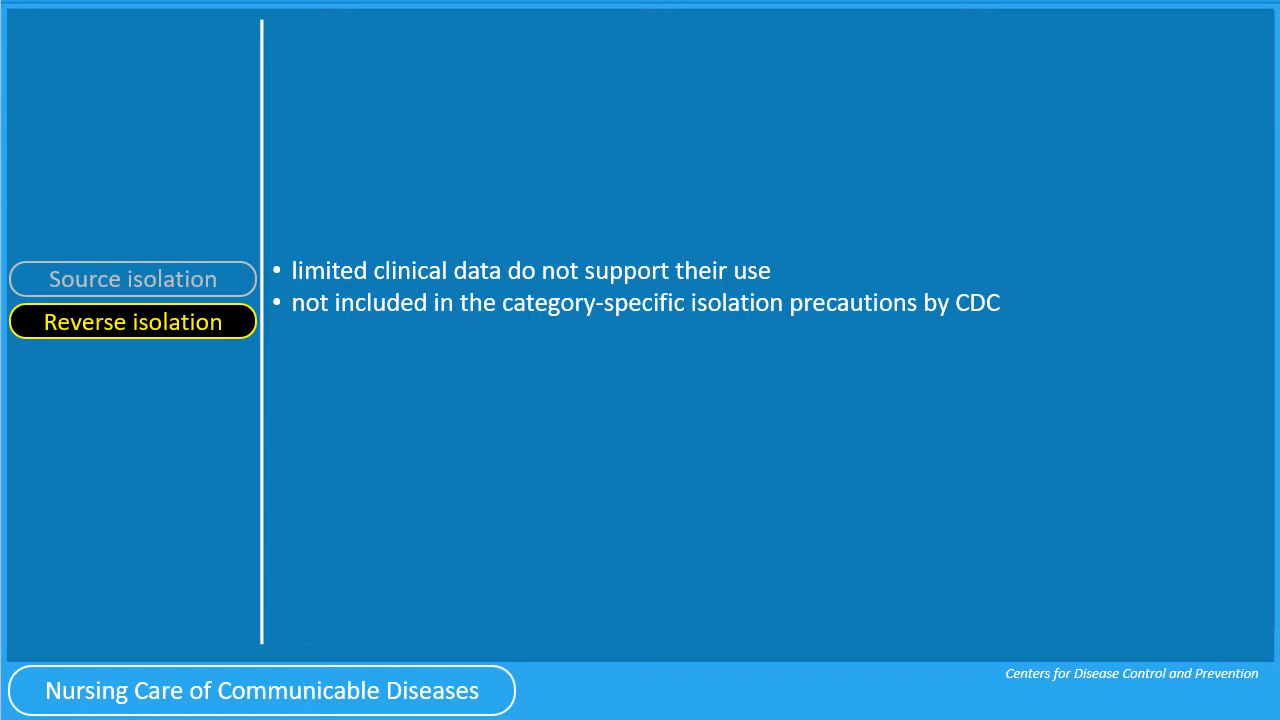 Source isolation
Reverse isolation
• limited clinical data do not support their use
• not included in the category-specific isolation precautions by CDC
Nursing Care of Communicable Diseases
Centers for Disease Control and Prevention